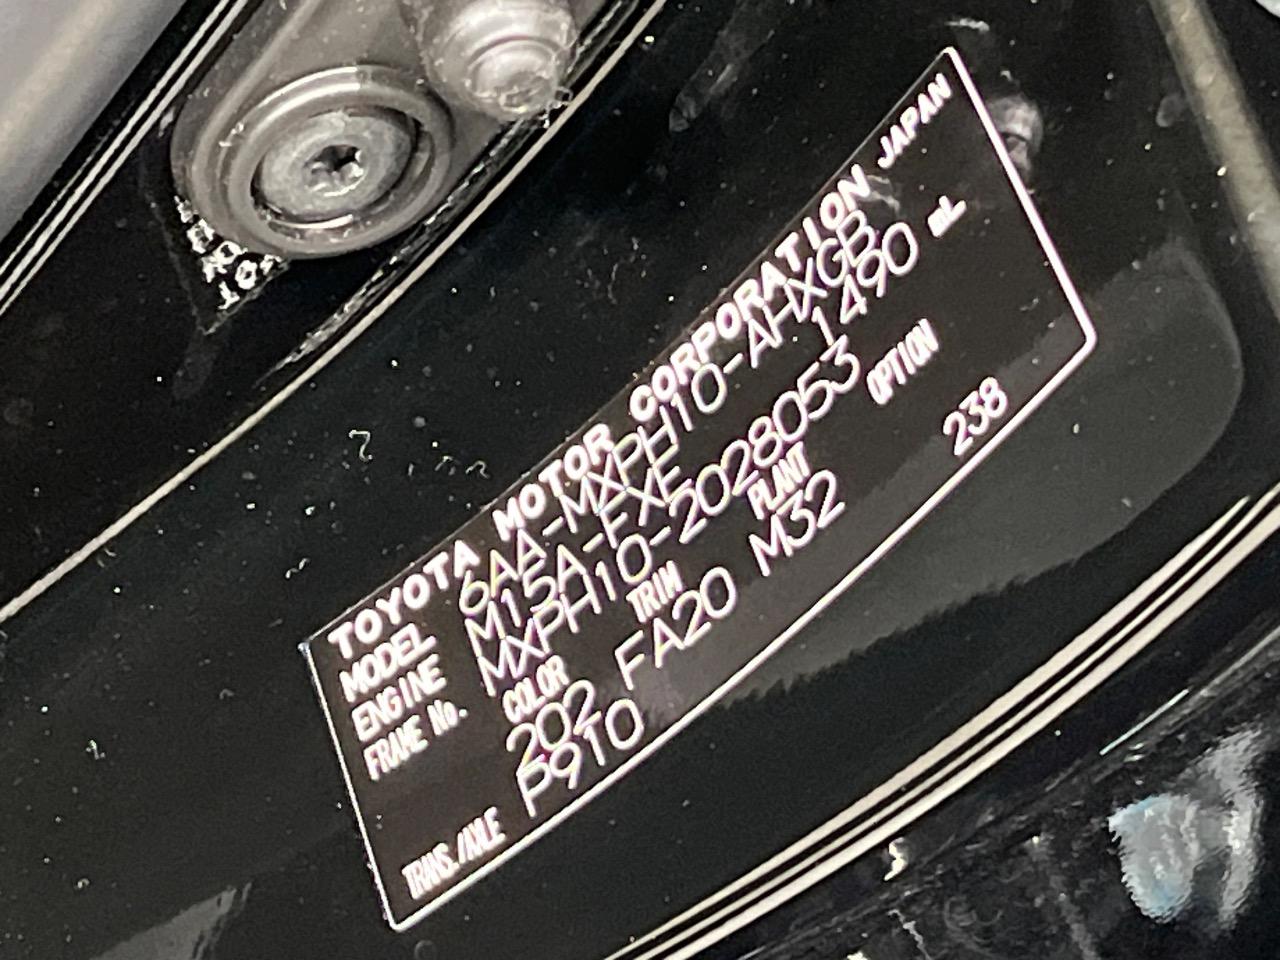 TOYOTA MOTOR CORPORATION JAPAN
MODEL 6AA-MXPH10-AHXGB
ENGINE M15A-FXE 1490 mL
FRAME No. MXPH10-2028053
COLOR TRIM PLANT OPTION
202 FA20 M32 238
TRANS./AXLE P910